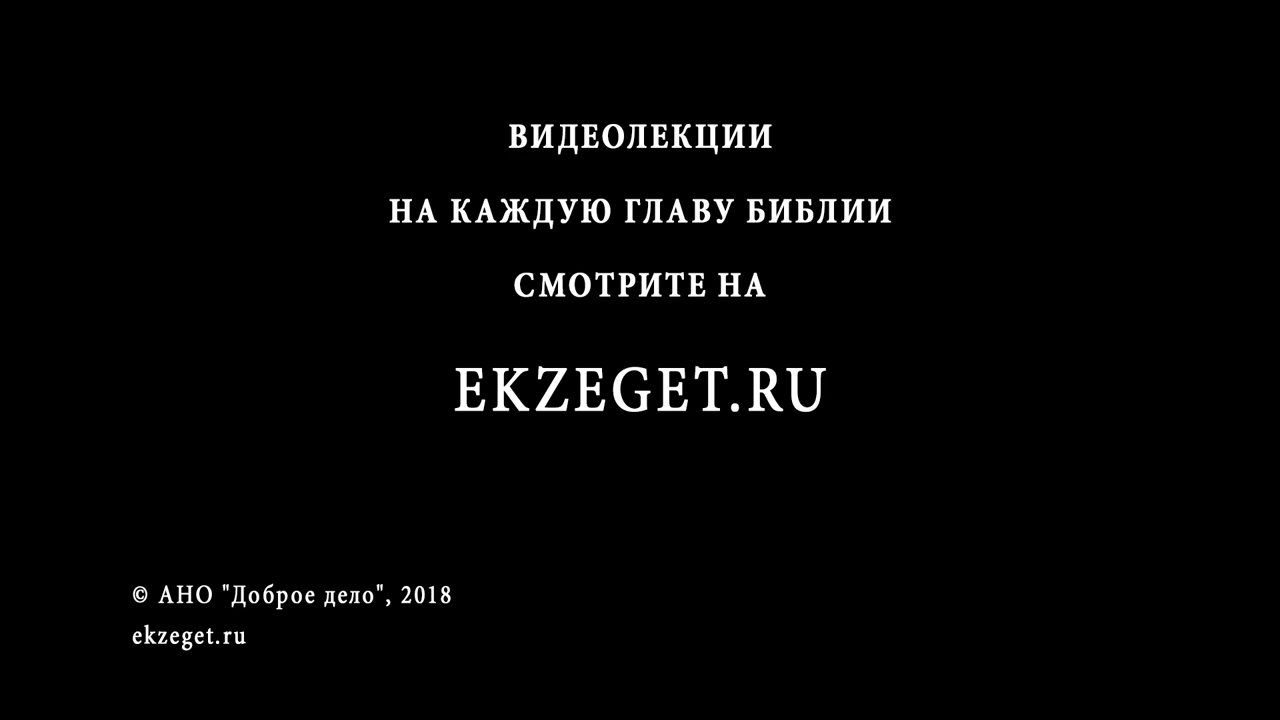 ВИДЕОЛЕКЦИИ
НА КАЖДУЮ ГЛАВУ БИБЛИИ
СМОТРИТЕ НА
EKZEGET.RU
© АНО "Доброе дело", 2018
ekzeget.ru